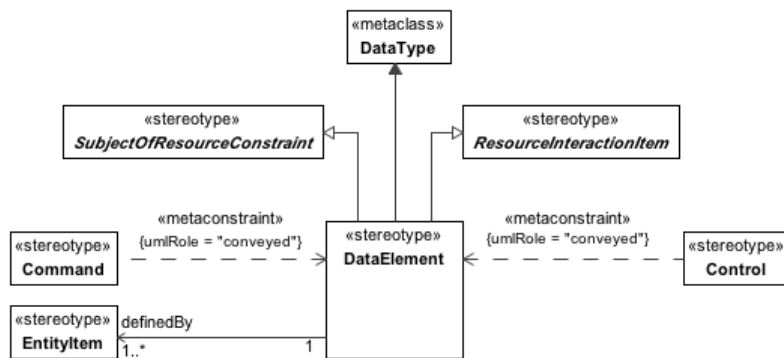 «metaclass»
DataType
«stereotype»
SubjectOfResourceConstraint
«stereotype»
ResourceInteractionItem
«metaconstraint»
{umlRole = "conveyed"}
«stereotype»
Command
«stereotype»
DataElement
«metaconstraint»
{umlRole = "conveyed"}
«stereotype»
Control
«stereotype»
EntityItem
definedBy
1..*
1